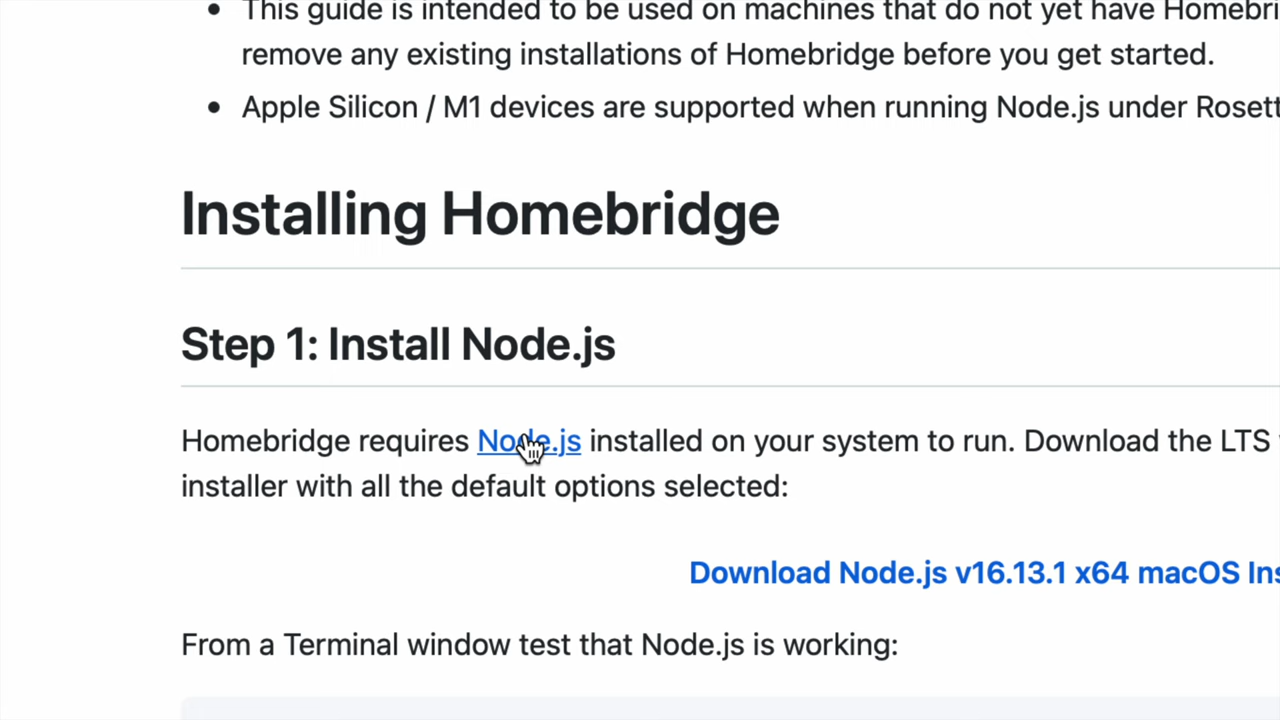 This guide is intended to be used on machines that do not yet have Homebri
remove any existing installations of Homebridge before you get started.
Apple Silicon / M1 devices are supported when running Node.js under Rosett
Installing Homebridge
Step 1: Install Node.js
Homebridge requires Node.js installed on your system to run. Download the LTS
installer with all the default options selected:
Download Node.js v16.13.1 x64 macOS Ins
From a Terminal window test that Node.js is working: